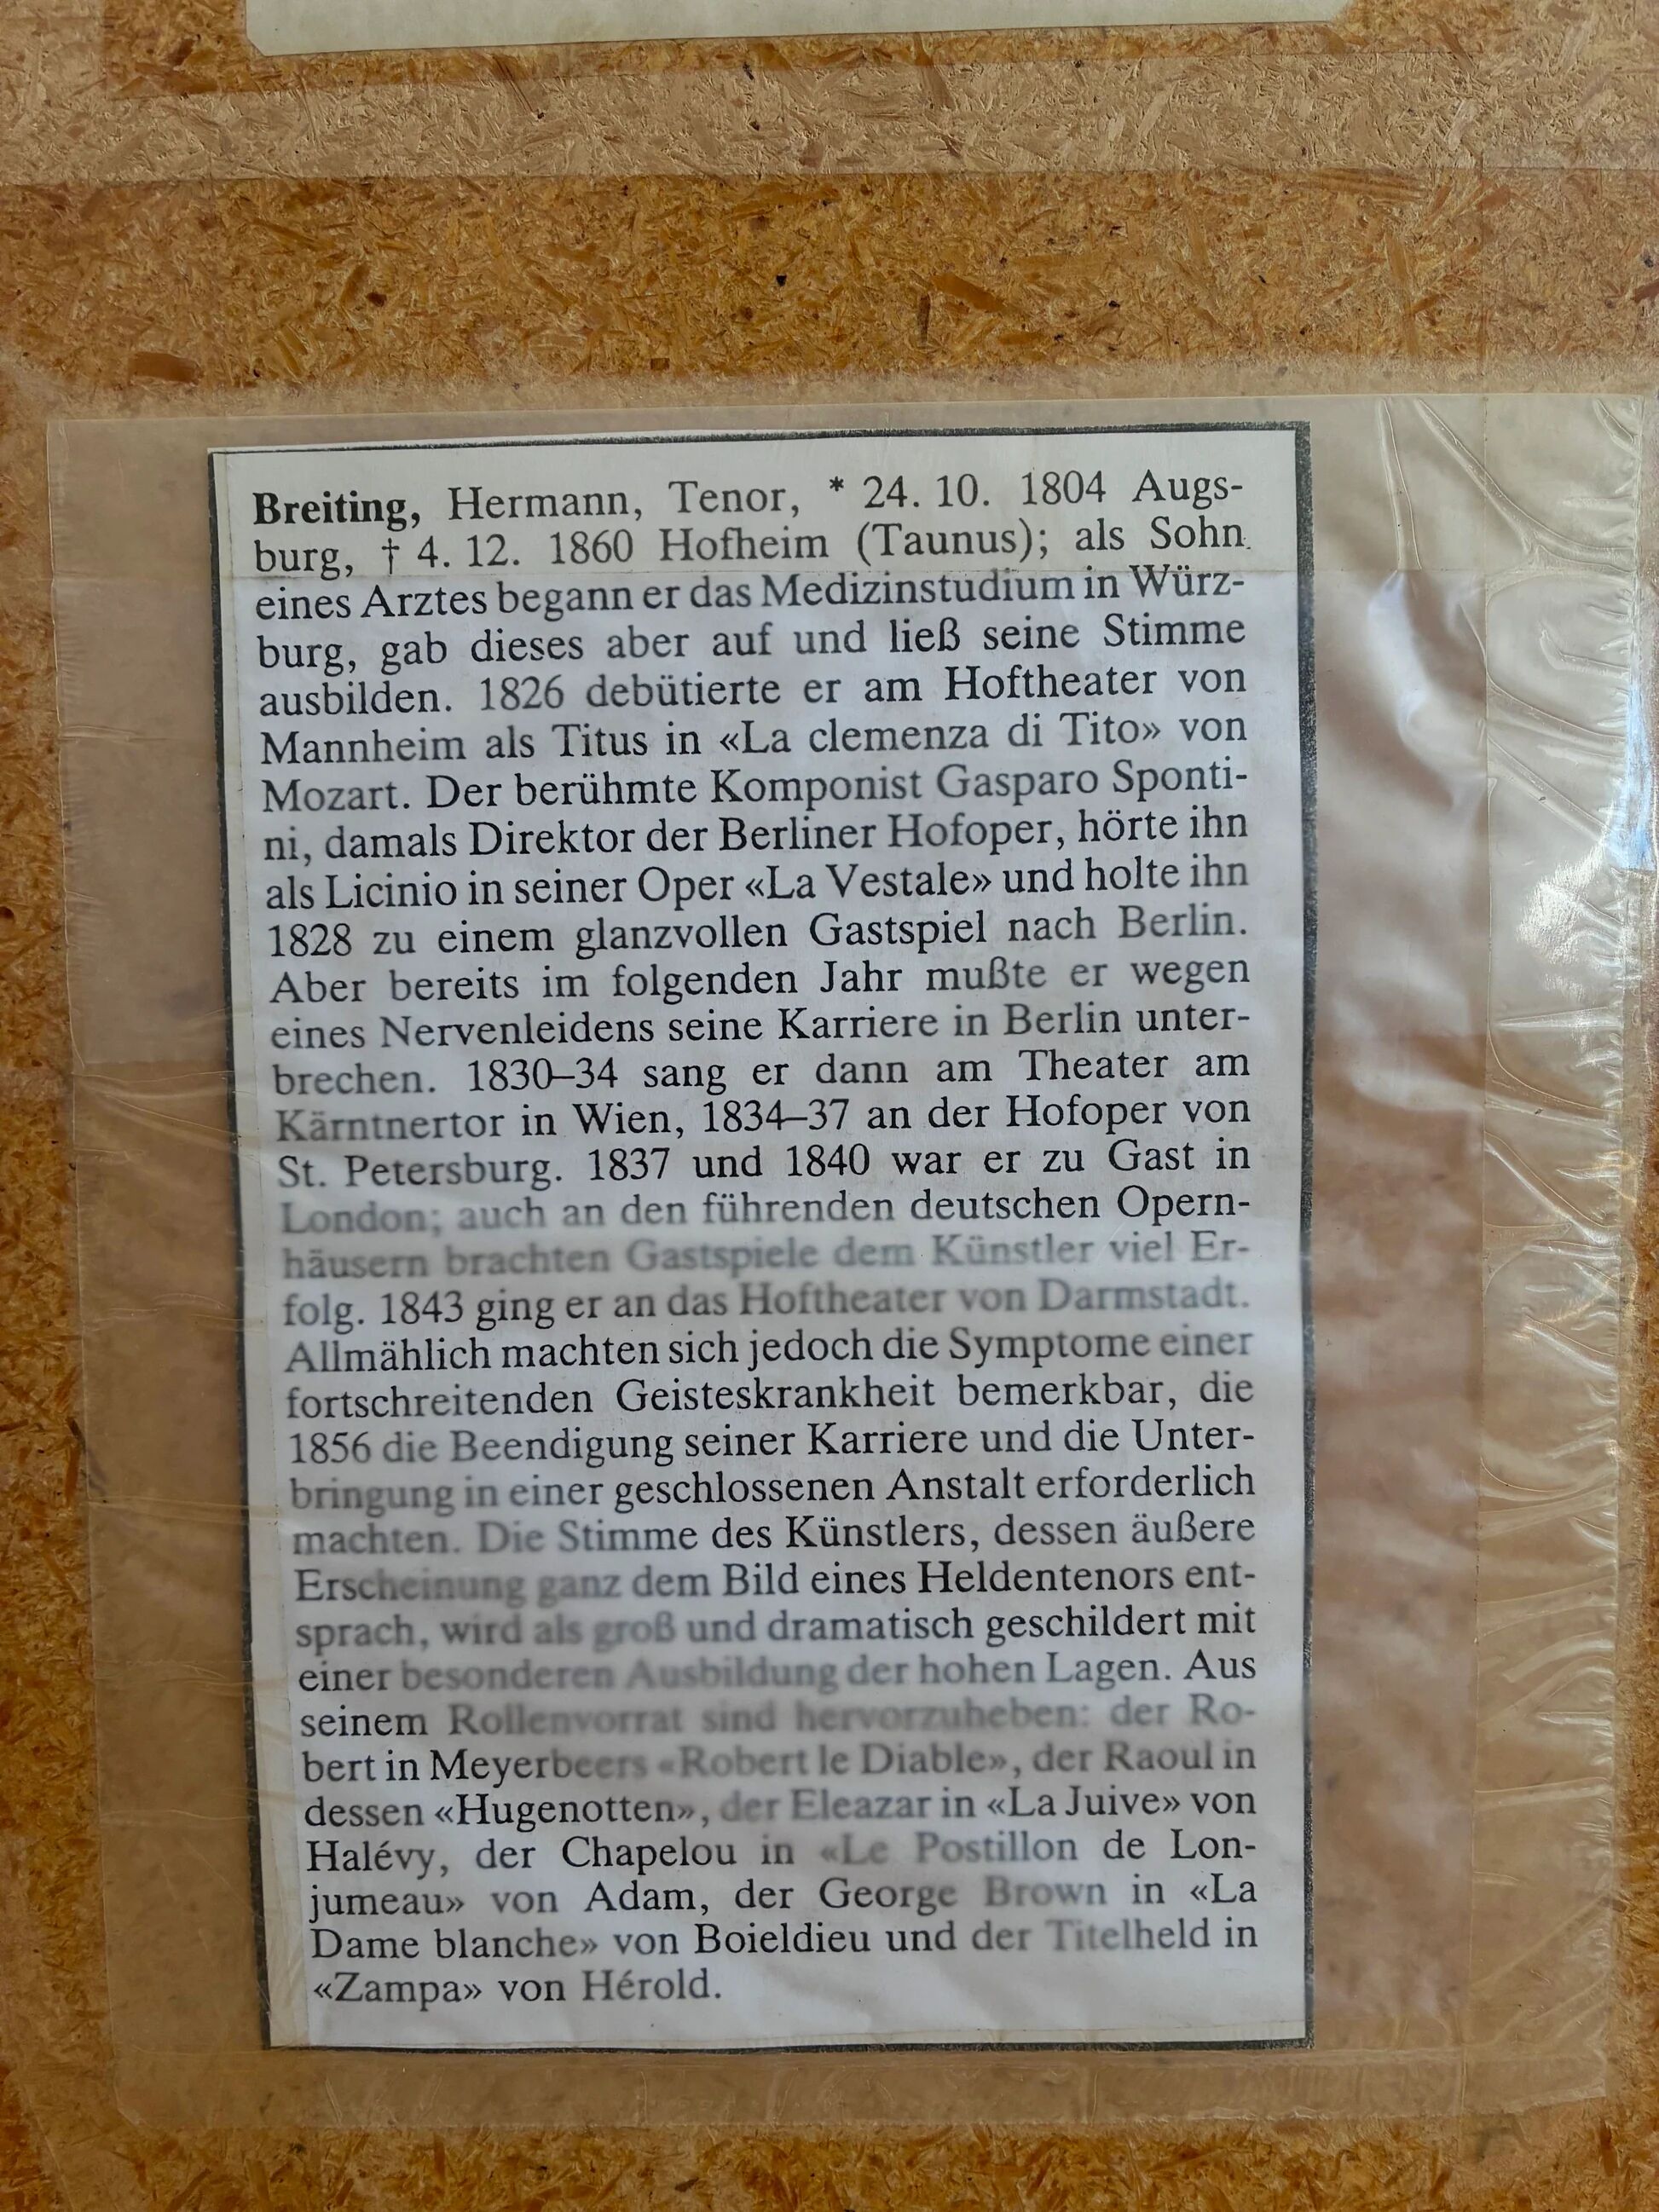 Breiting, Hermann, Tenor, * 24. 10. 1804 Augs-
burg, † 4. 12. 1860 Hofheim (Taunus); als Sohn
eines Arztes begann er das Medizinstudium in Würz-
burg, gab dieses aber auf und ließ seine Stimme
ausbilden. 1826 debütierte er am Hoftheater von
Mannheim als Titus in «La clemenza di Tito» von
Mozart. Der berühmte Komponist Gasparo Sponti-
ni, damals Direktor der Berliner Hofoper, hörte ihn
als Licinio in seiner Oper «La Vestale» und holte ihn
1828 zu einem glanzvollen Gastspiel nach Berlin.
Aber bereits im folgenden Jahr mußte er wegen
eines Nervenleidens seine Karriere in Berlin unter-
brechen. 1830–34 sang er dann am Theater am
Kärntnertor in Wien, 1834–37 an der Hofoper von
St. Petersburg. 1837 und 1840 war er zu Gast in
London; auch an den führenden deutschen Opern-
häusern brachten Gastspiele dem Künstler viel Er-
folg. 1843 ging er an das Hoftheater von Darmstadt.
Allmählich machten sich jedoch die Symptome einer
fortschreitenden Geisteskrankheit bemerkbar, die
1856 die Beendigung seiner Karriere und die Unter-
bringung in einer geschlossenen Anstalt erforderlich
machten. Die Stimme des Künstlers, dessen äußere
Erscheinung ganz dem Bild eines Heldentenors ent-
sprach, wird als groß und dramatisch geschildert mit
einer besonderen Ausbildung der hohen Lagen. Aus
seinem Rollenvorrat sind hervorzuheben: der Ro-
bert in Meyerbeers «Robert le Diable», der Raoul in
dessen «Hugenotten», der Eleazar in «La Juive» von
Halévy, der Chapelou in «Le Postillon de Lon-
jumeau» von Adam, der George Brown in «La
Dame blanche» von Boieldieu und der Titelheld in
«Zampa» von Hérold.